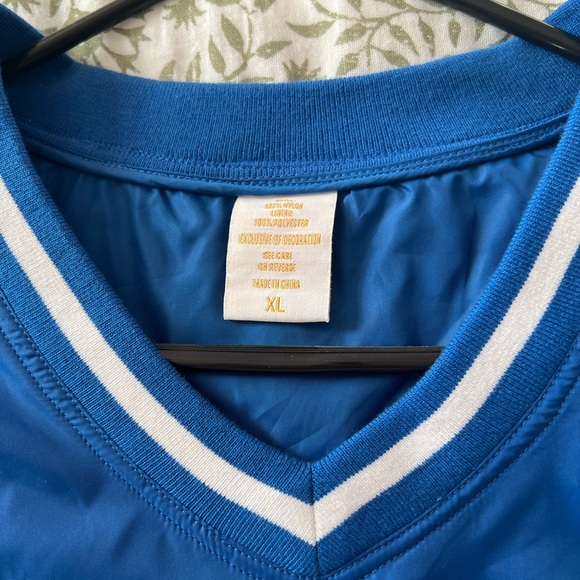 100% NYLON
LINING
100% POLYESTER
EXCLUSIVE OF DECORATION
SEE CARE
ON REVERSE
MADE IN CHINA
XL